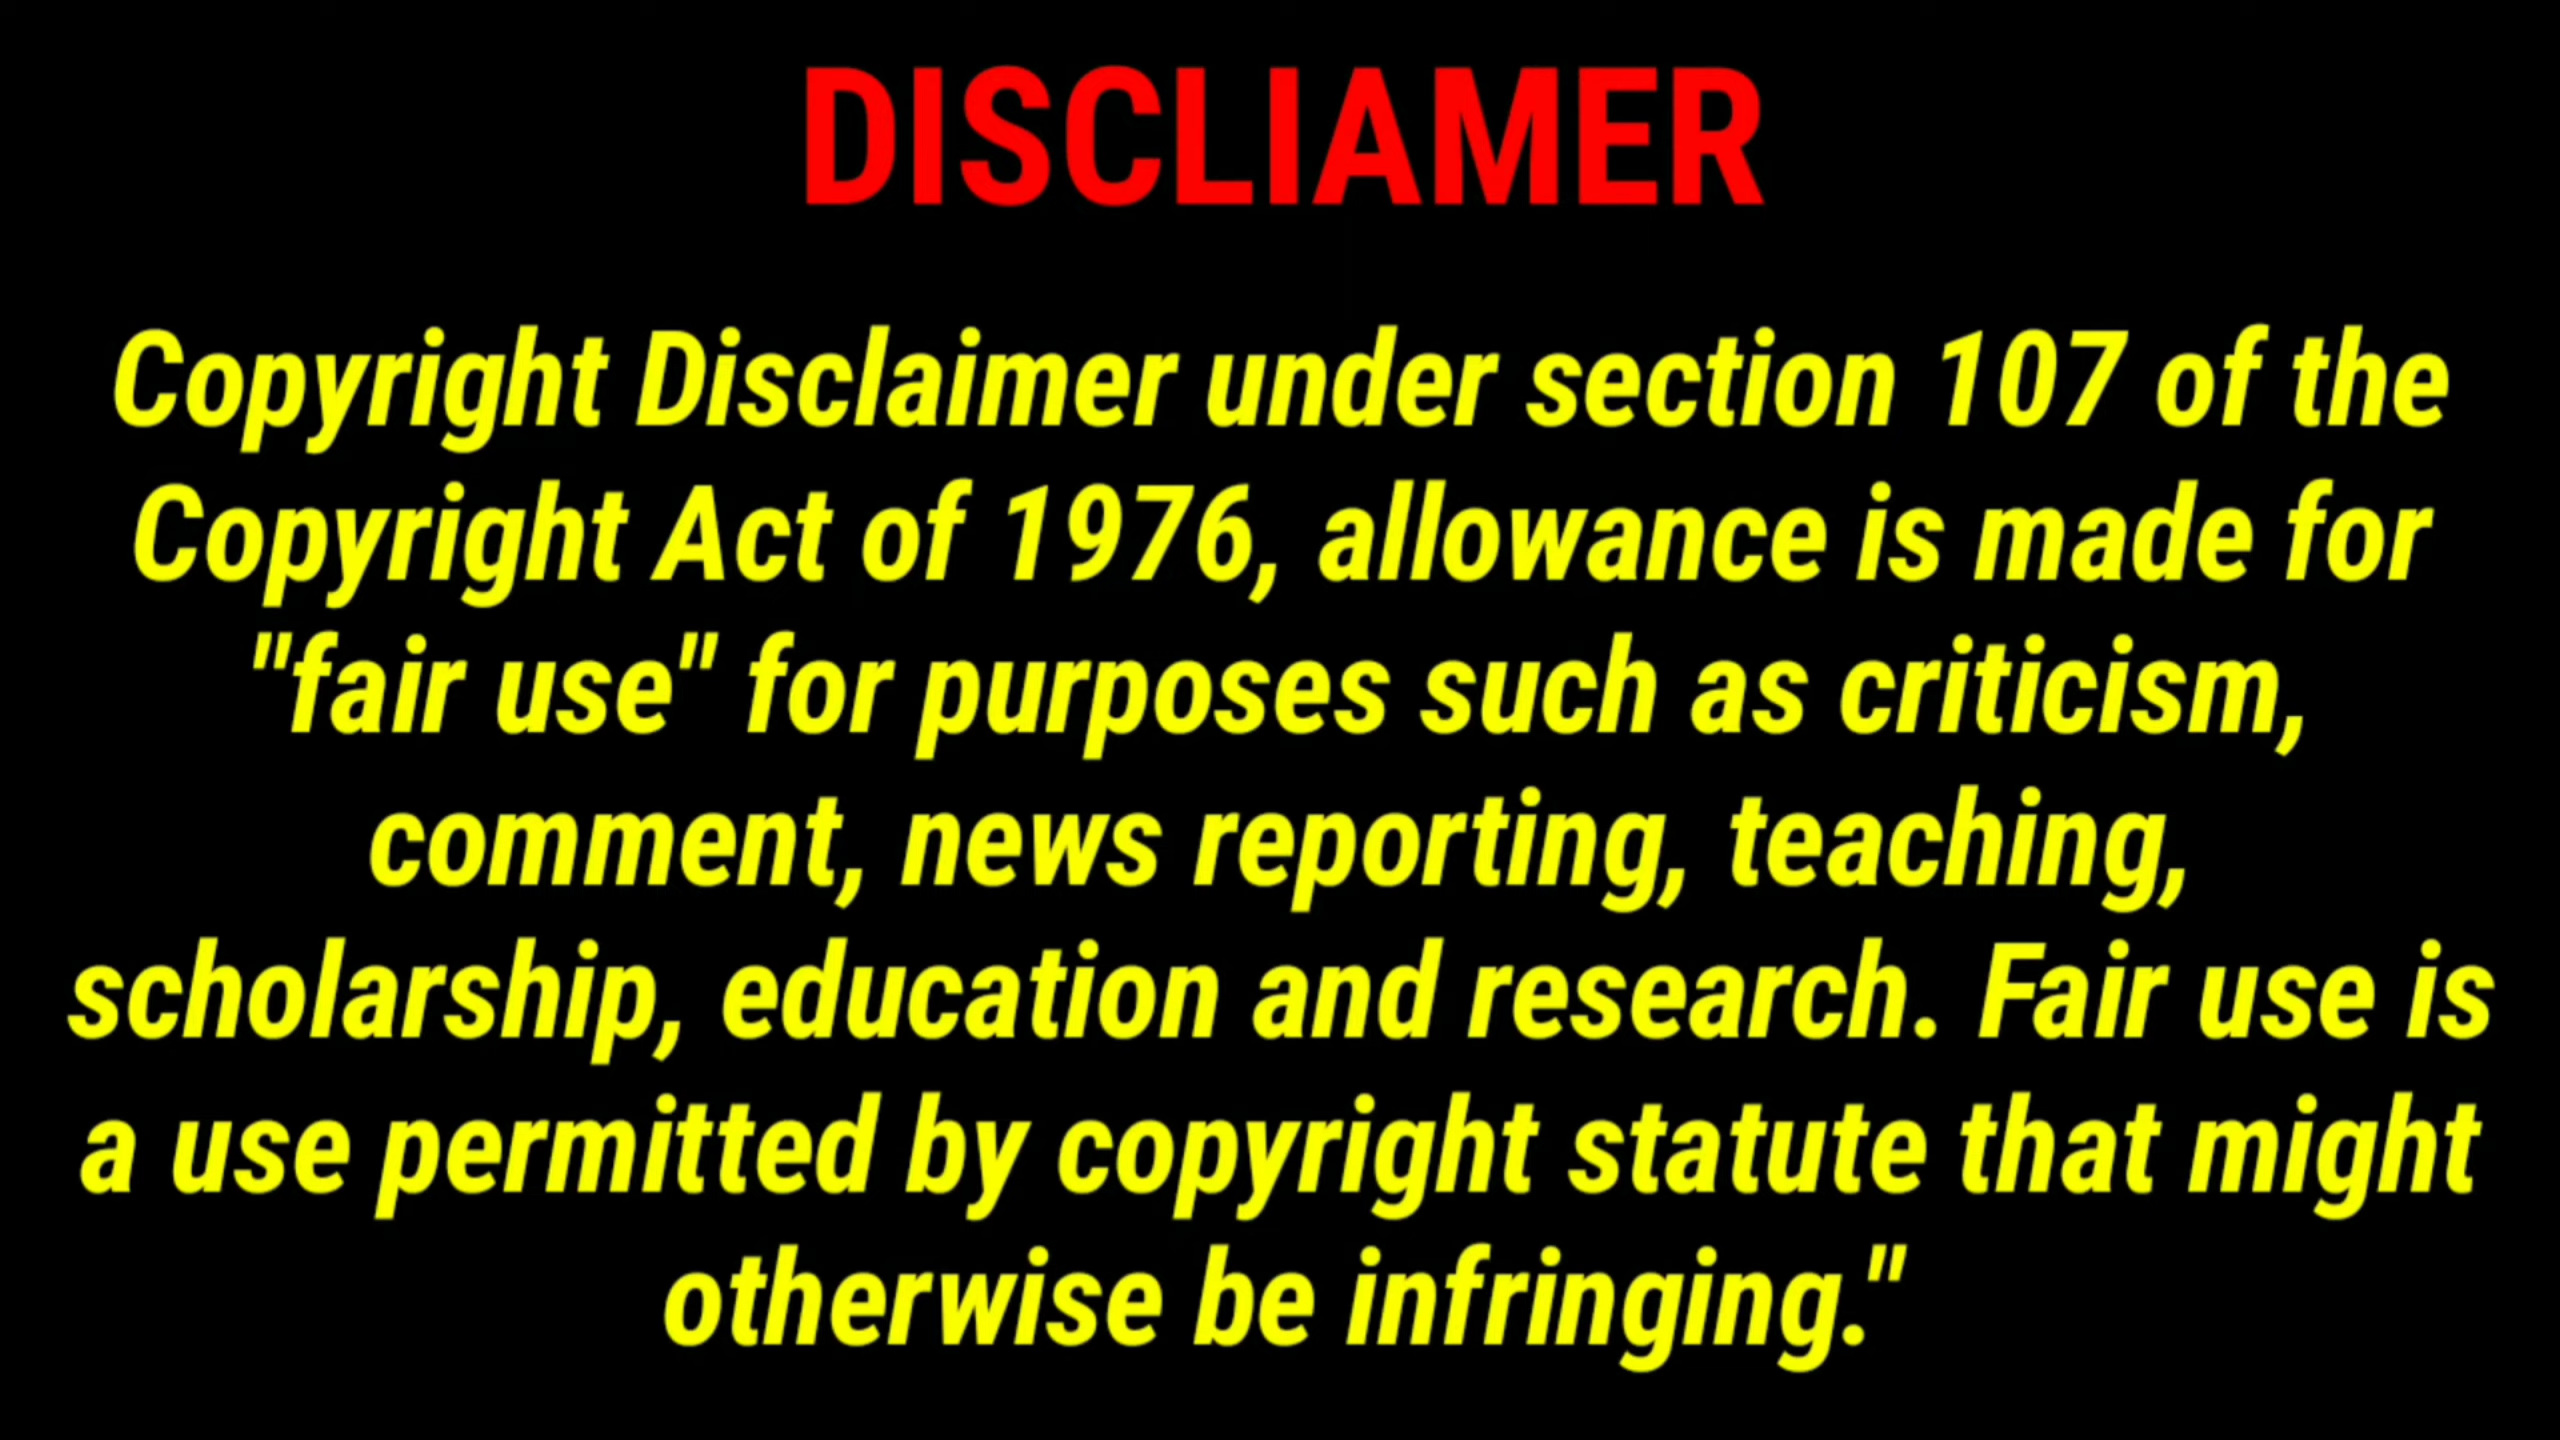 DISCLIAMER
Copyright Disclaimer under section 107 of the
Copyright Act of 1976, allowance is made for
"fair use" for purposes such as criticism,
comment, news reporting, teaching,
scholarship, education and research. Fair use is
a use permitted by copyright statute that might
otherwise be infringing."